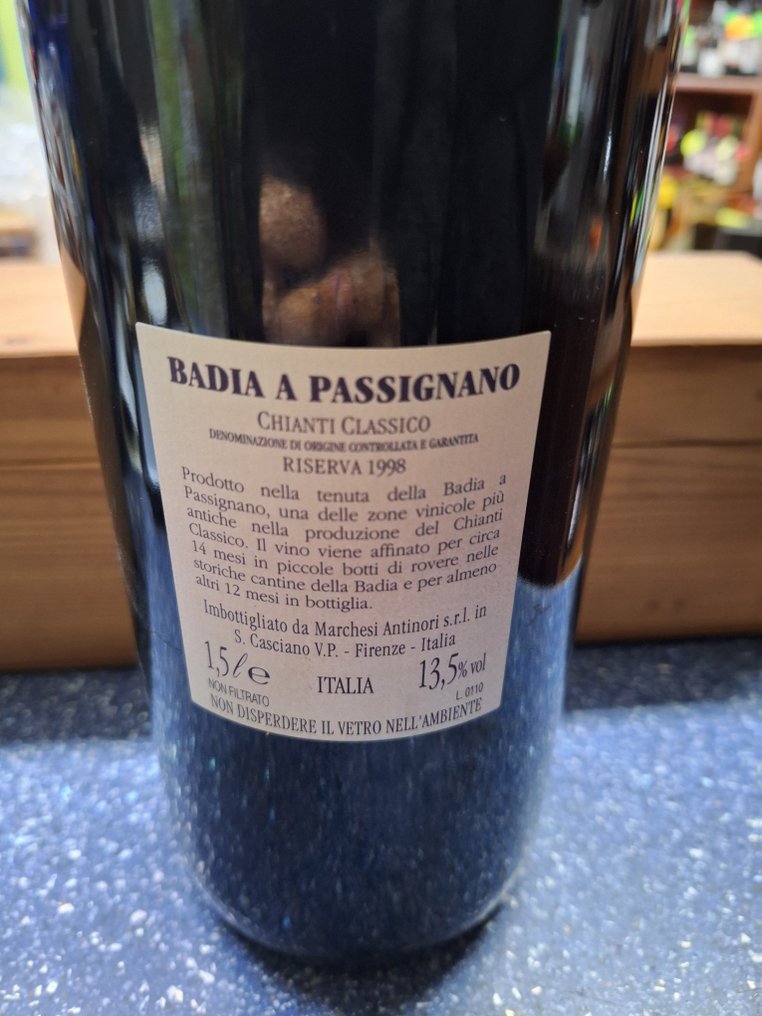 BADIA A PASSIGNANO
CHIANTI CLASSICO
DENOMINAZIONE DI ORIGINE CONTROLLATA E GARANTITA
RISERVA 1998
Prodotto nella tenuta della Badia a
Passignano, una delle zone vinicole più
antiche nella produzione del Chianti
Classico. Il vino viene affinato per circa
14 mesi in piccole botti di rovere nelle
storiche cantine della Badia e per almeno
altri 12 mesi in bottiglia.
Imbottigliato da Marchesi Antinori s.r.l. in
S. Casciano V.P. - Firenze - Italia
1,5 ℓ e ITALIA 13,5% vol
NON FILTRATO L. 0110
NON DISPERDERE IL VETRO NELL'AMBIENTE